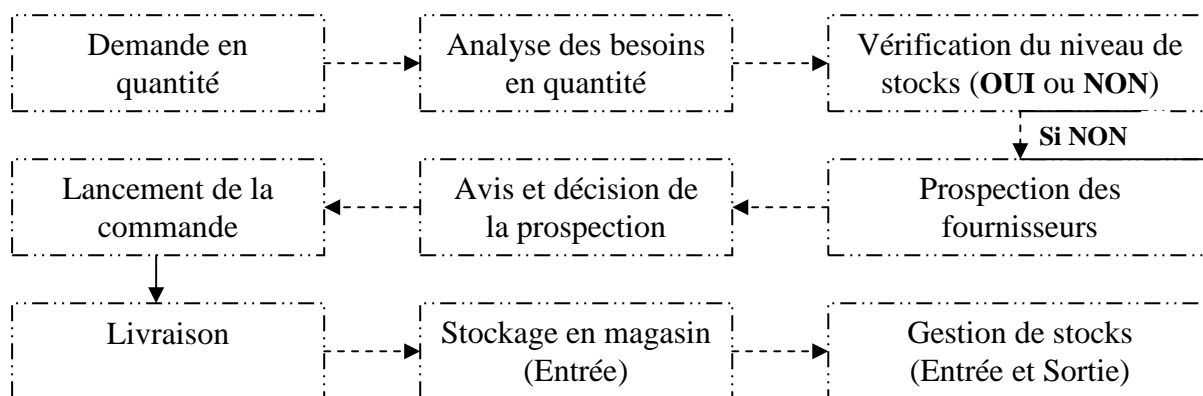 Demande en
quantité
Analyse des besoins
en quantité
Vérification du niveau de
stocks (OUI ou NON)
Si NON
Lancement de la
commande
Avis et décision de
la prospection
Prospection des
fournisseurs
Livraison
Stockage en magasin
(Entrée)
Gestion de stocks
(Entrée et Sortie)